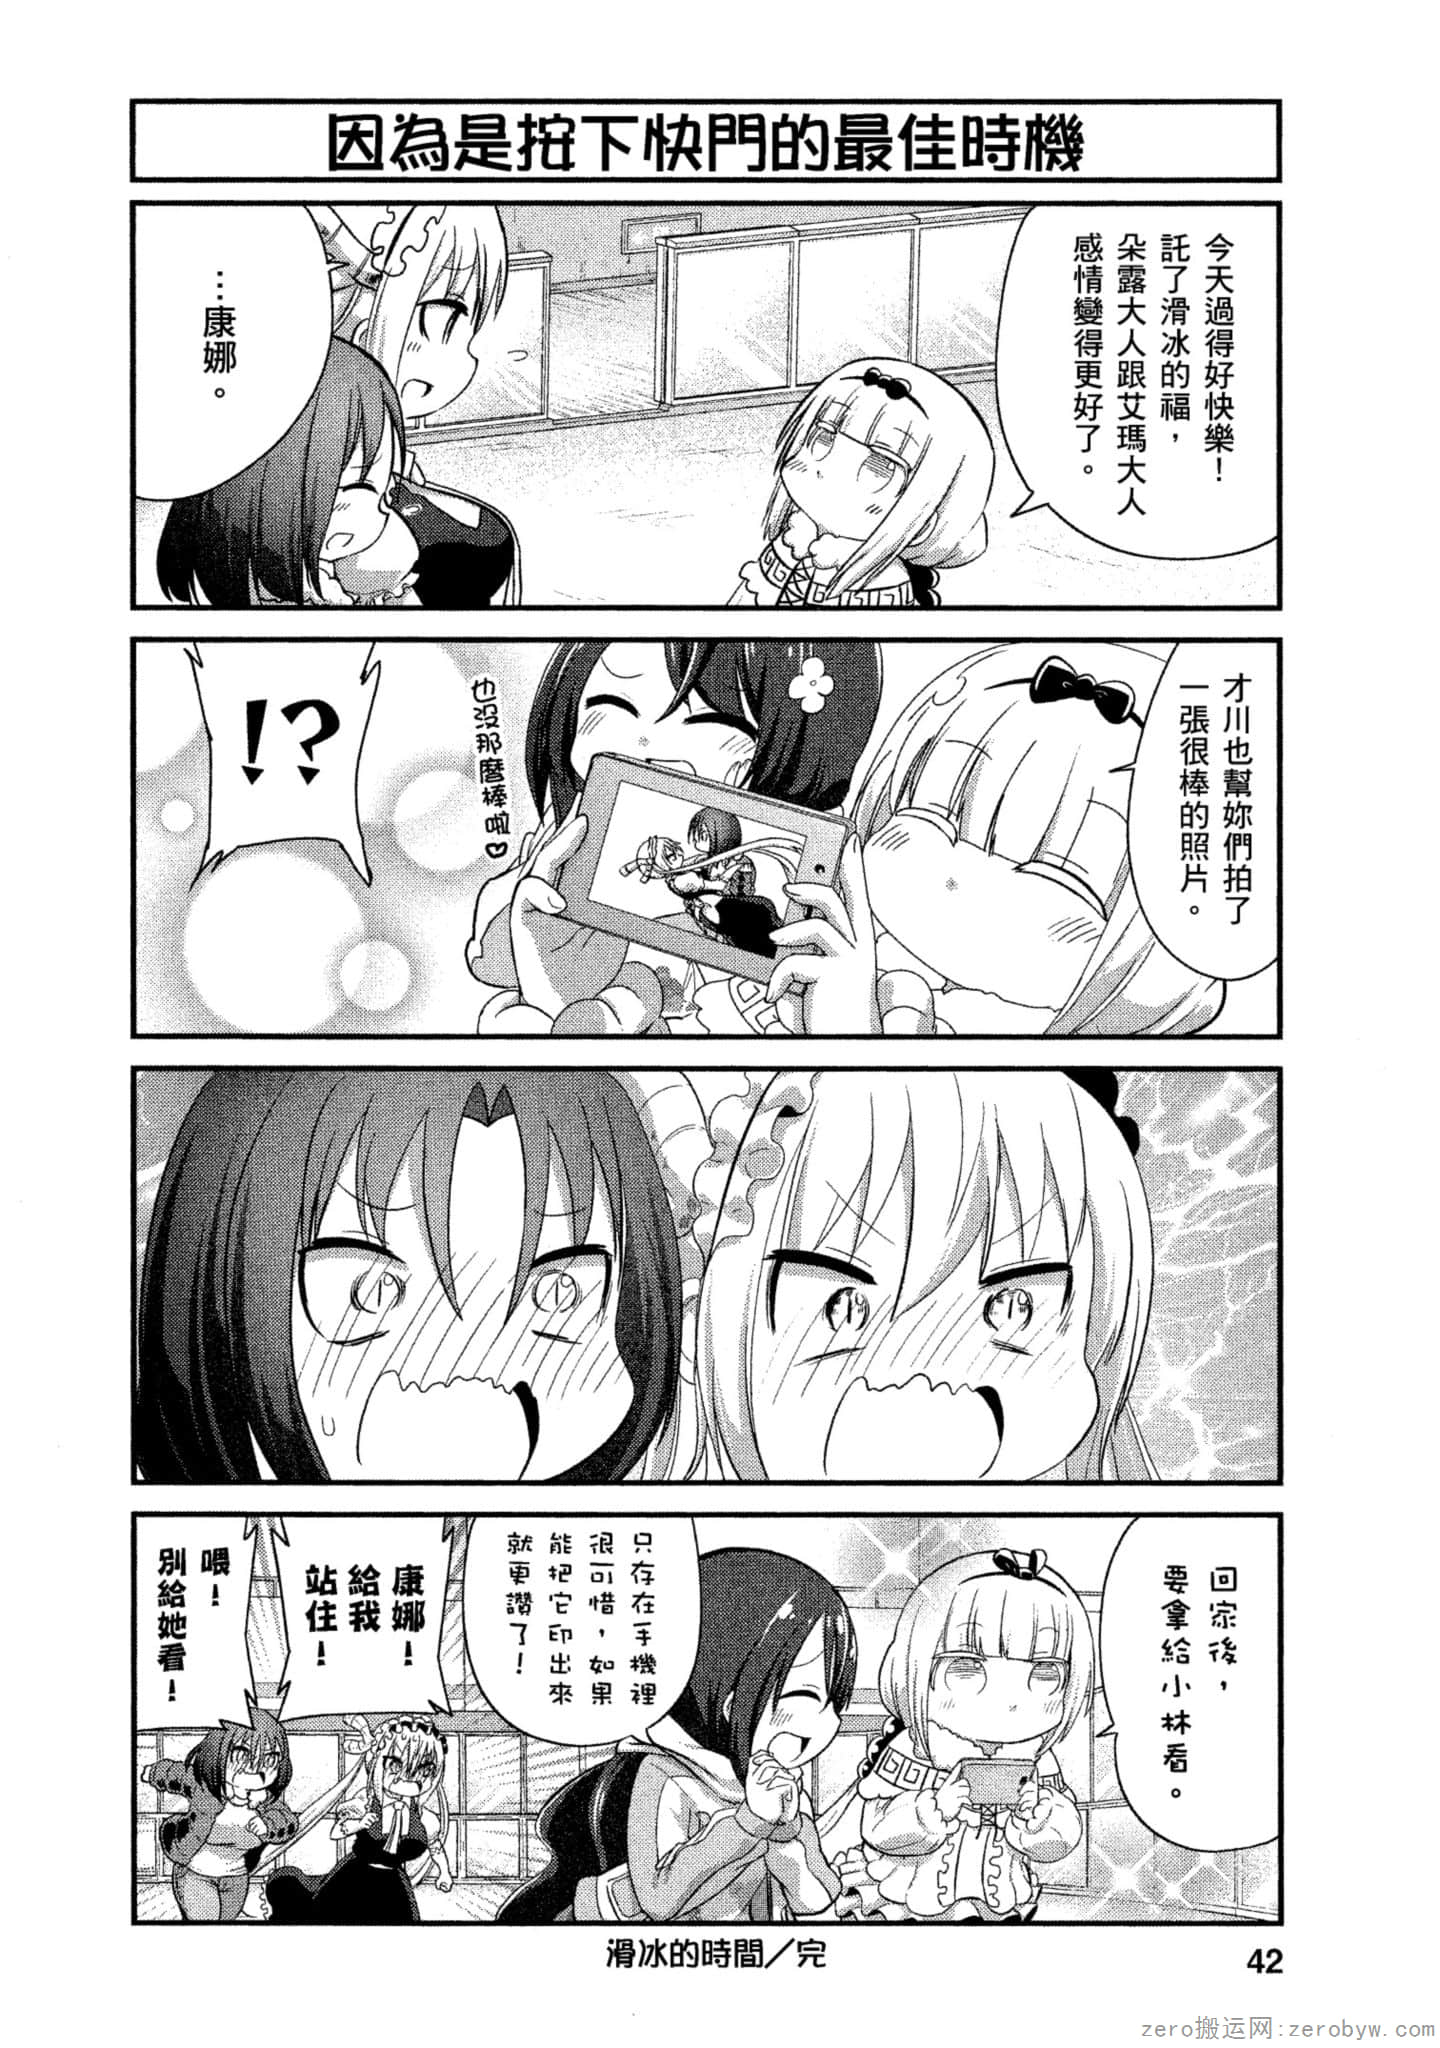 因為是按下快門的最佳時機
今天過得好快樂！
託了滑冰的福，
朵露大人跟艾瑪大人
感情變得更好了。
…康娜。
才川也幫妳們拍了
一張很棒的照片。
也沒那麼棒啦♡
!?
回家後，
要拿給小林看。
只存在手機裡
很可惜，如果
能把它印出來
就更讚了！
康娜！
給我
站住！
喂！
別給她看！
滑冰的時間／完
42
zero搬运网:zerobyw.com